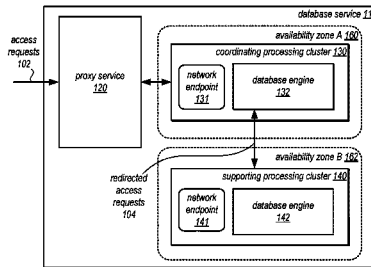 database service 11
availability zone A 160
access
requests
102
coordinating processing cluster 130
proxy service
120
network
endpoint
131
database engine
132
availability zone B 162
redirected
access
requests
104
supporting processing cluster 140
network
endpoint
141
database engine
142